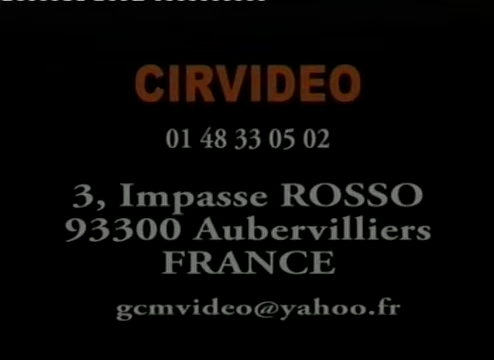 CIRVIDEO
01 48 33 05 02
3, Impasse ROSSO
93300 Aubervilliers
FRANCE
gcmvideo@yahoo.fr